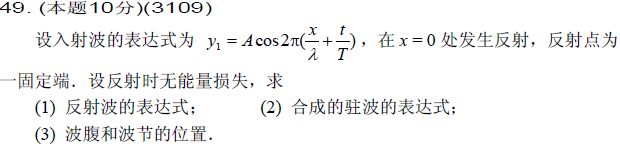 49. (本题10分)(3109)
设入射波的表达式为 y₁ = A cos2π(x/λ + t/T)，在 x = 0 处发生反射，反射点为
一固定端．设反射时无能量损失，求
(1) 反射波的表达式； (2) 合成的驻波的表达式；
(3) 波腹和波节的位置．